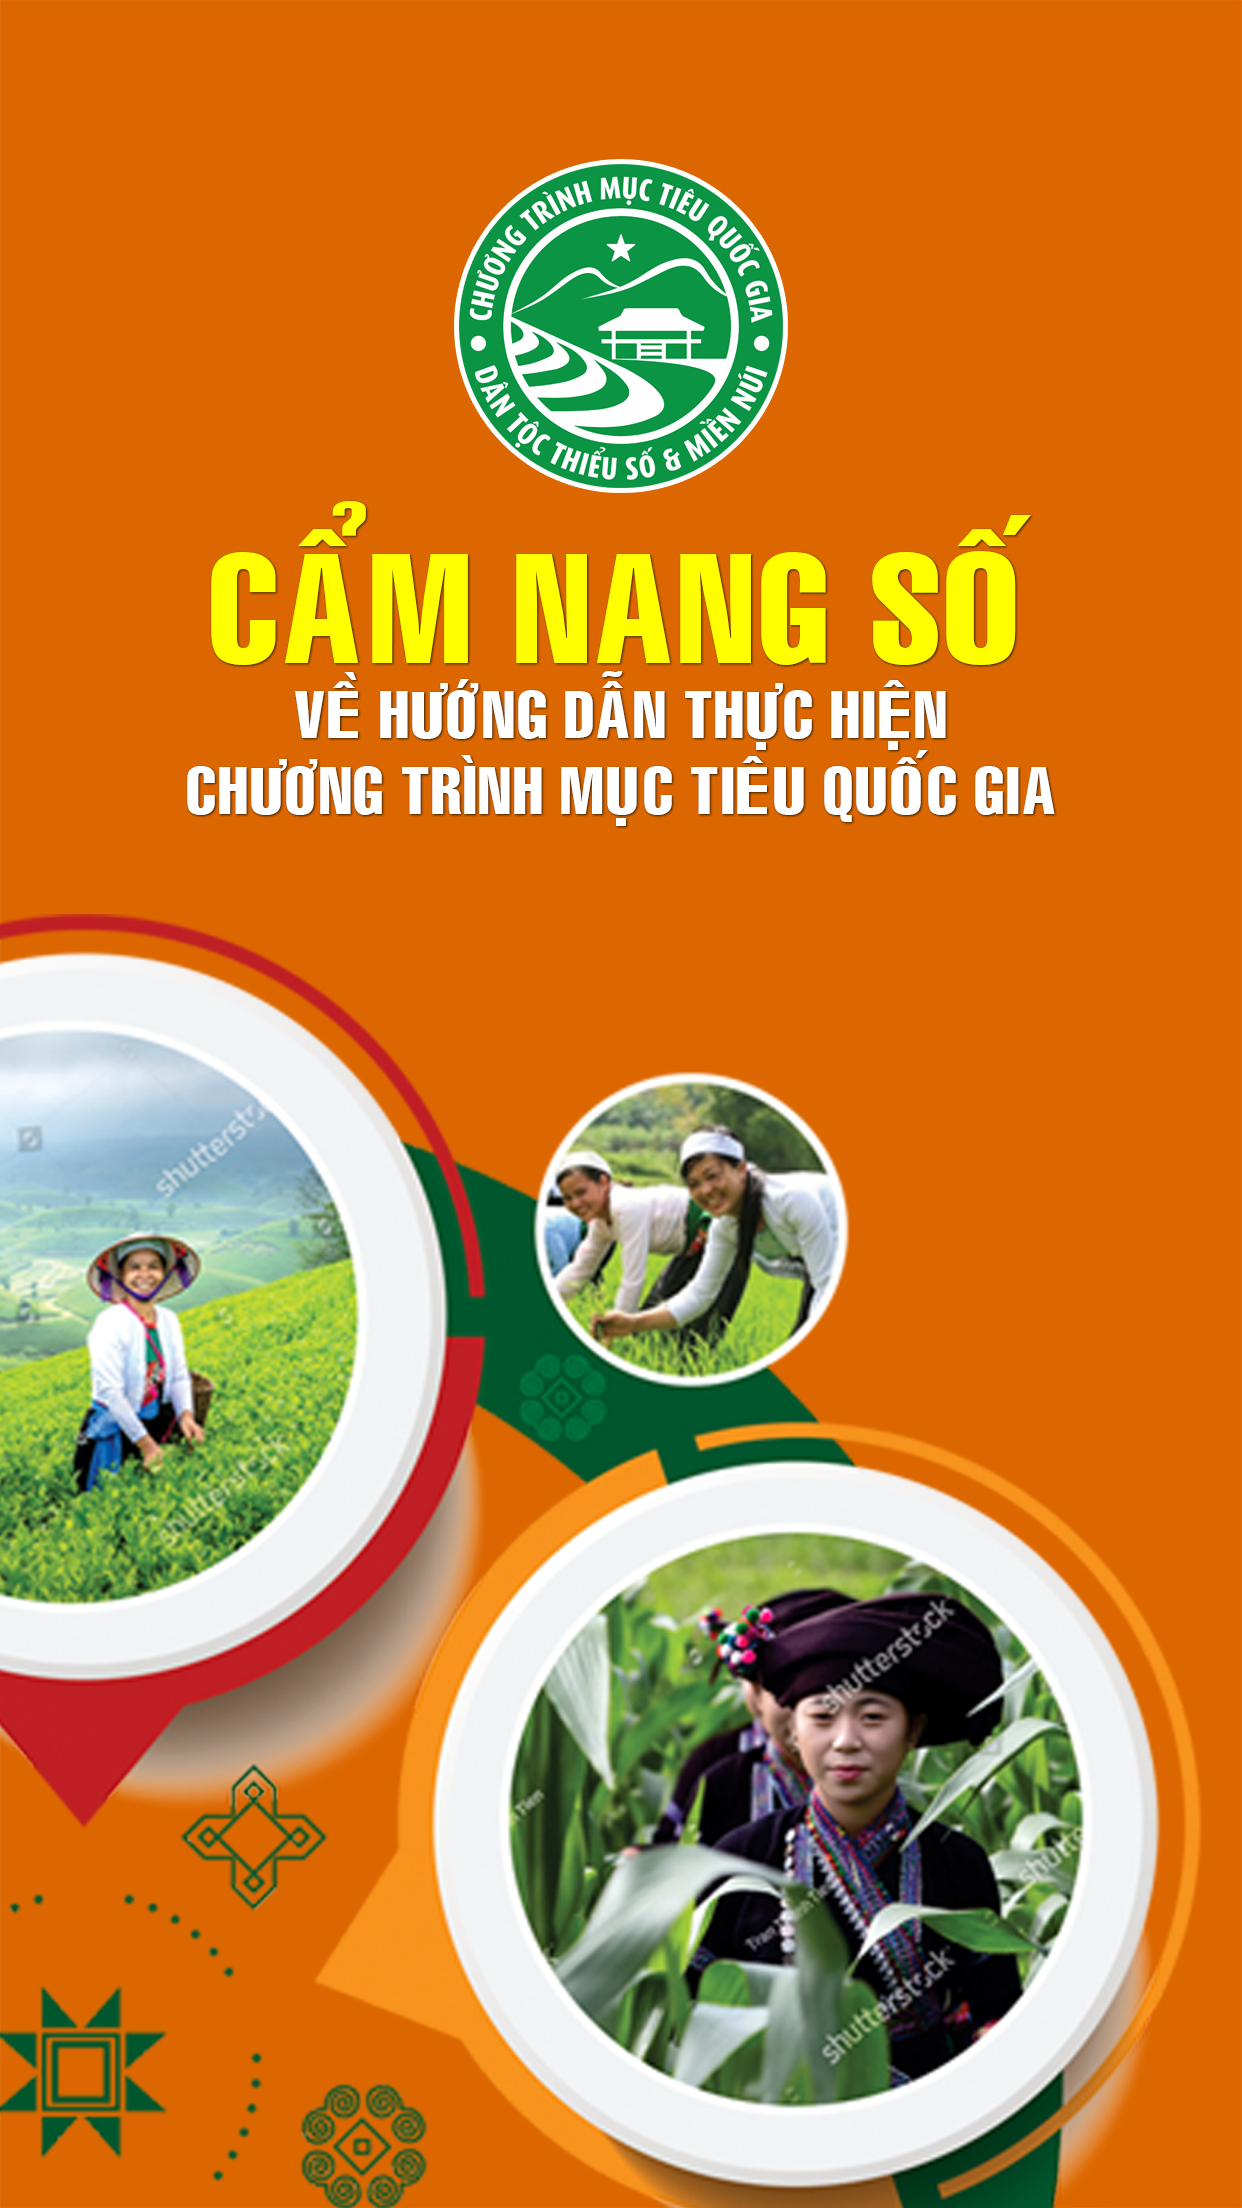 CHƯƠNG TRÌNH MỤC TIÊU QUỐC GIA
DÂN TỘC THIỂU SỐ & MIỀN NÚI
CẨM NANG SỐ
VỀ HƯỚNG DẪN THỰC HIỆN
CHƯƠNG TRÌNH MỤC TIÊU QUỐC GIA
shutterstock
shutterstock
shutterstock
shutterstock